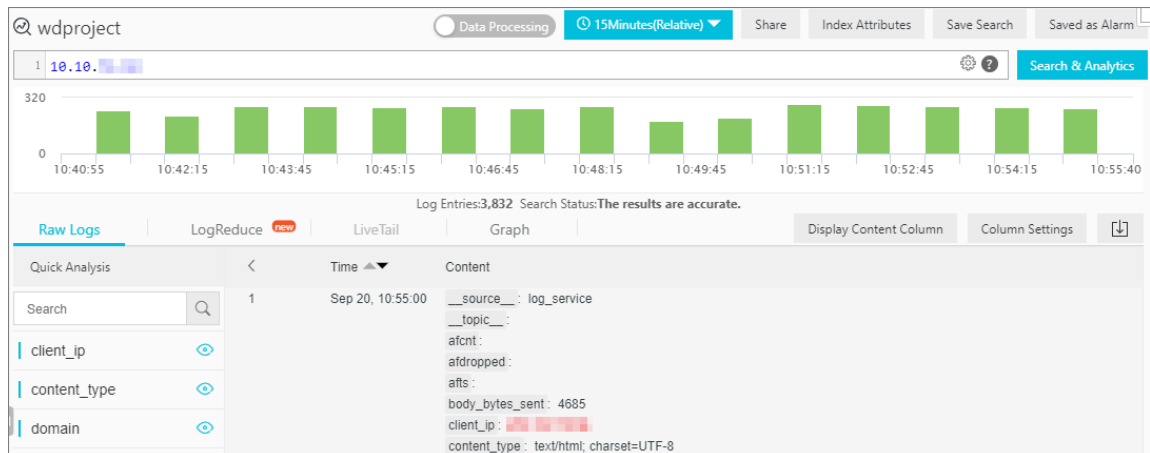 wdproject Data Processing 15Minutes(Relative) Share Index Attributes Save Search Saved as Alarm
1 10.10. Search & Analytics
320
0
10:40:55 10:42:15 10:43:45 10:45:15 10:46:45 10:48:15 10:49:45 10:51:15 10:52:45 10:54:15 10:55:40
Log Entries:3,832 Search Status:The results are accurate.
Raw Logs LogReduce new LiveTail Graph Display Content Column Column Settings
Quick Analysis < Time Content
Search 1 Sep 20, 10:55:00 __source__ : log_service
__topic__ :
afcnt :
client_ip afdropped :
afts :
content_type body_bytes_sent : 4685
domain client_ip :
content_type : text/html; charset=UTF-8